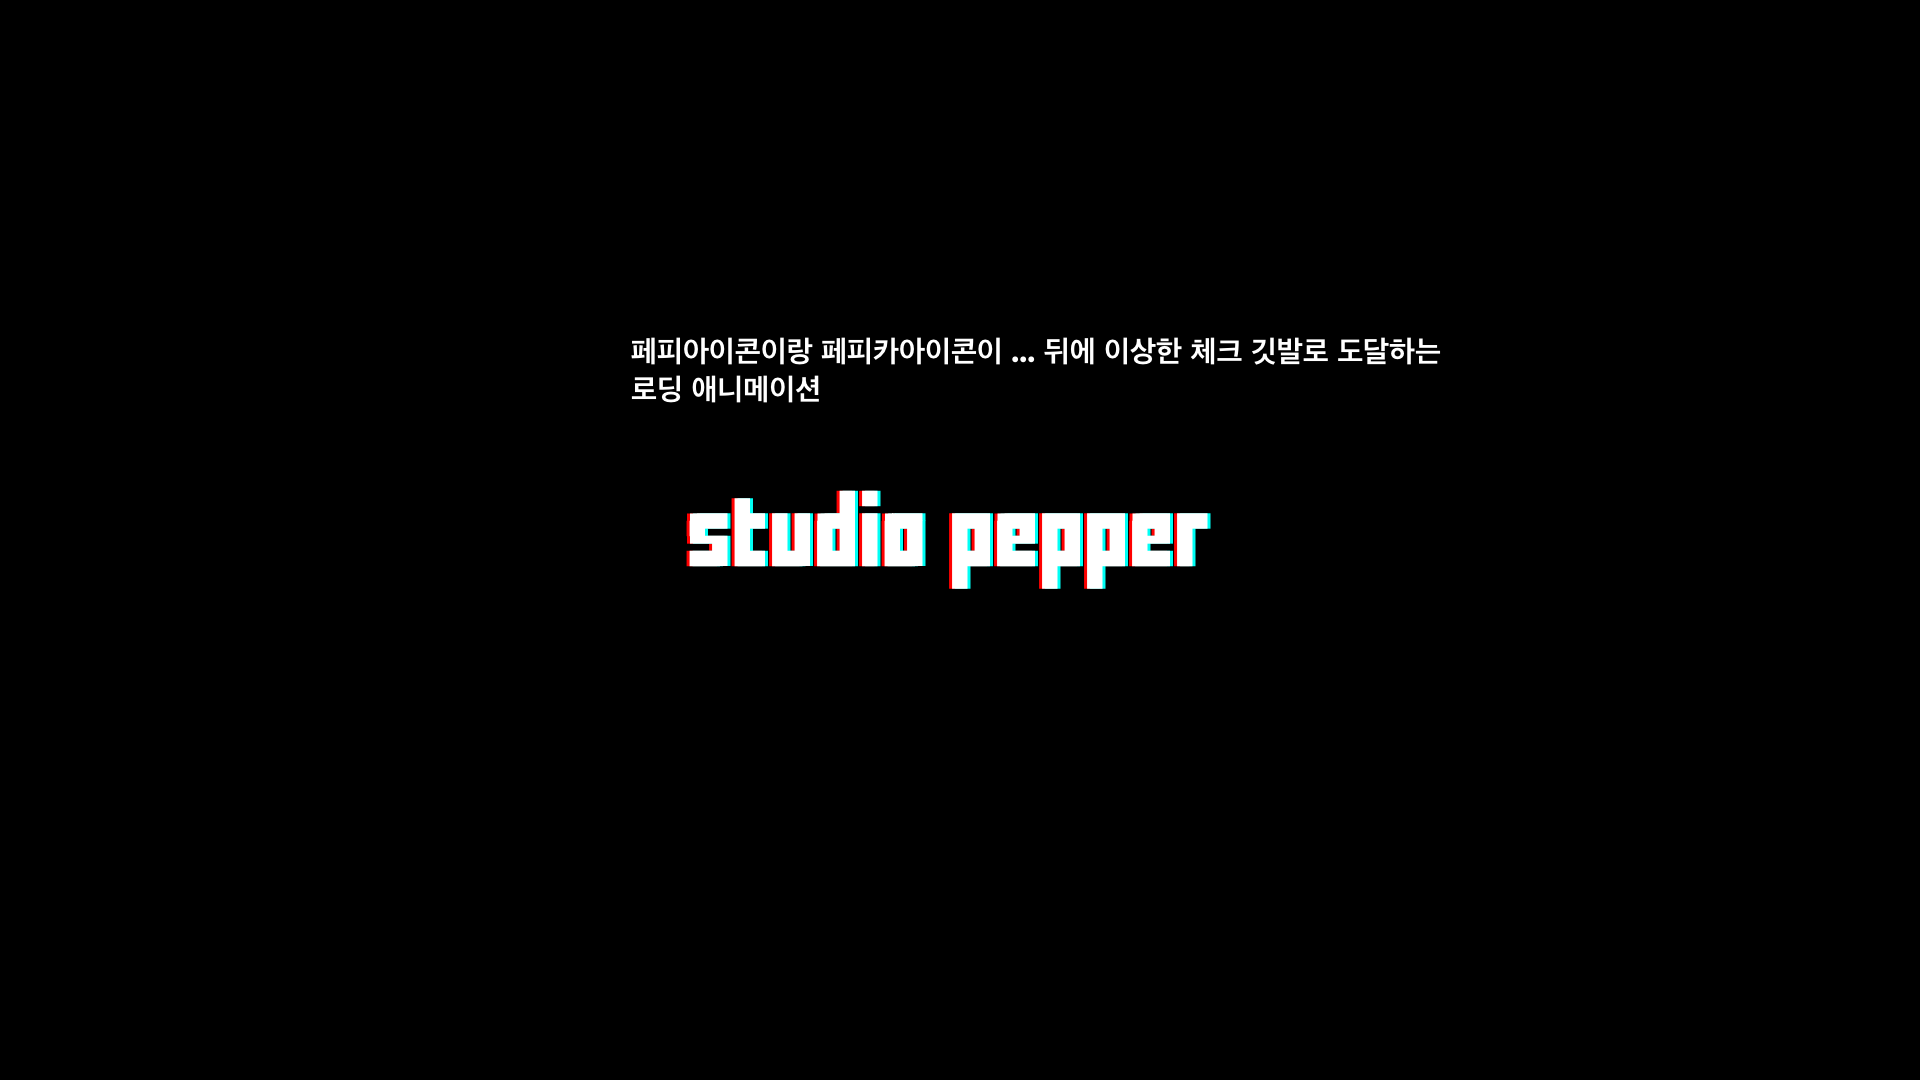 페피아이콘이랑 페피카아이콘이 ... 뒤에 이상한 체크 깃발로 도달하는
로딩 애니메이션
studio pepper